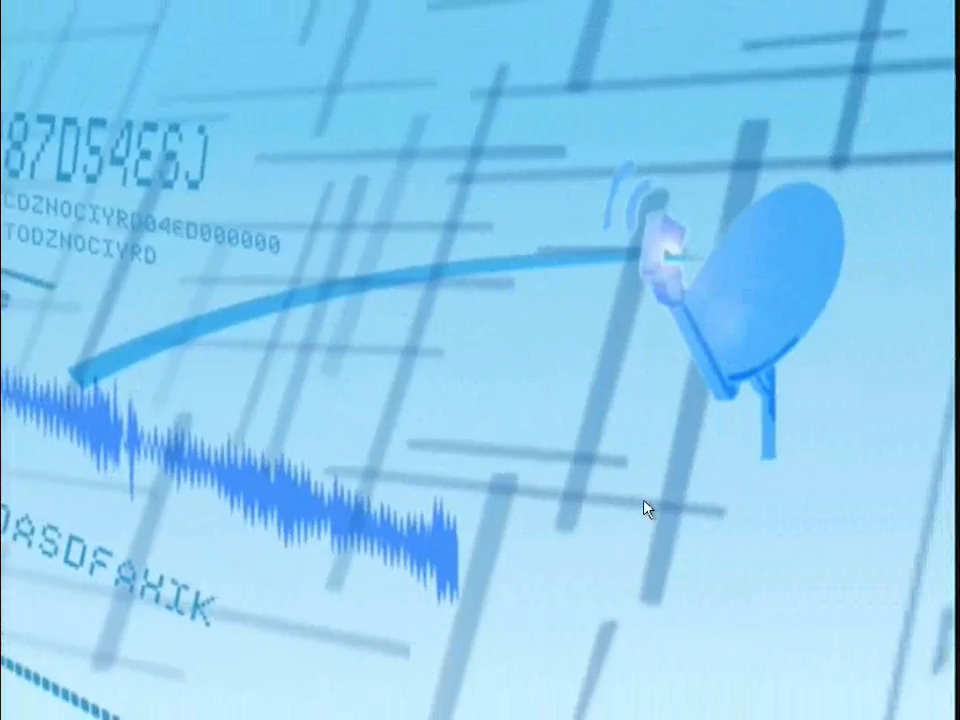 87D54E6J
CDZNOCIYRD04ED000000
TODZNOCIYRD
e
DASDFAXIK